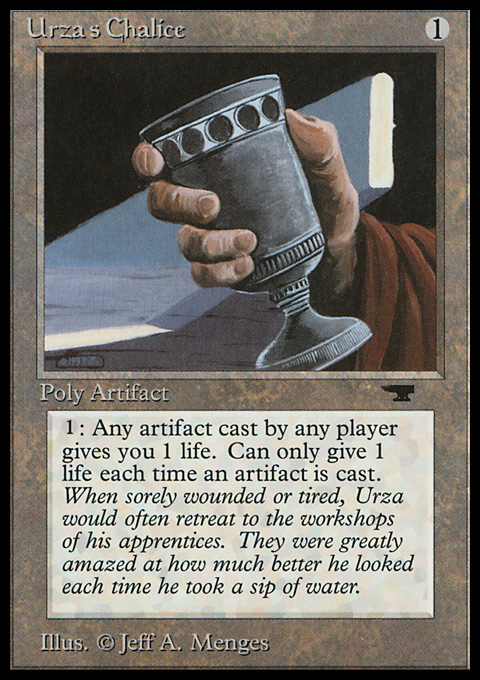 Urza's Chalice 1
© 1993 JM
Poly Artifact
1: Any artifact cast by any player
gives you 1 life. Can only give 1
life each time an artifact is cast.
When sorely wounded or tired, Urza
would often retreat to the workshops
of his apprentices. They were greatly
amazed at how much better he looked
each time he took a sip of water.
Illus. © Jeff A. Menges